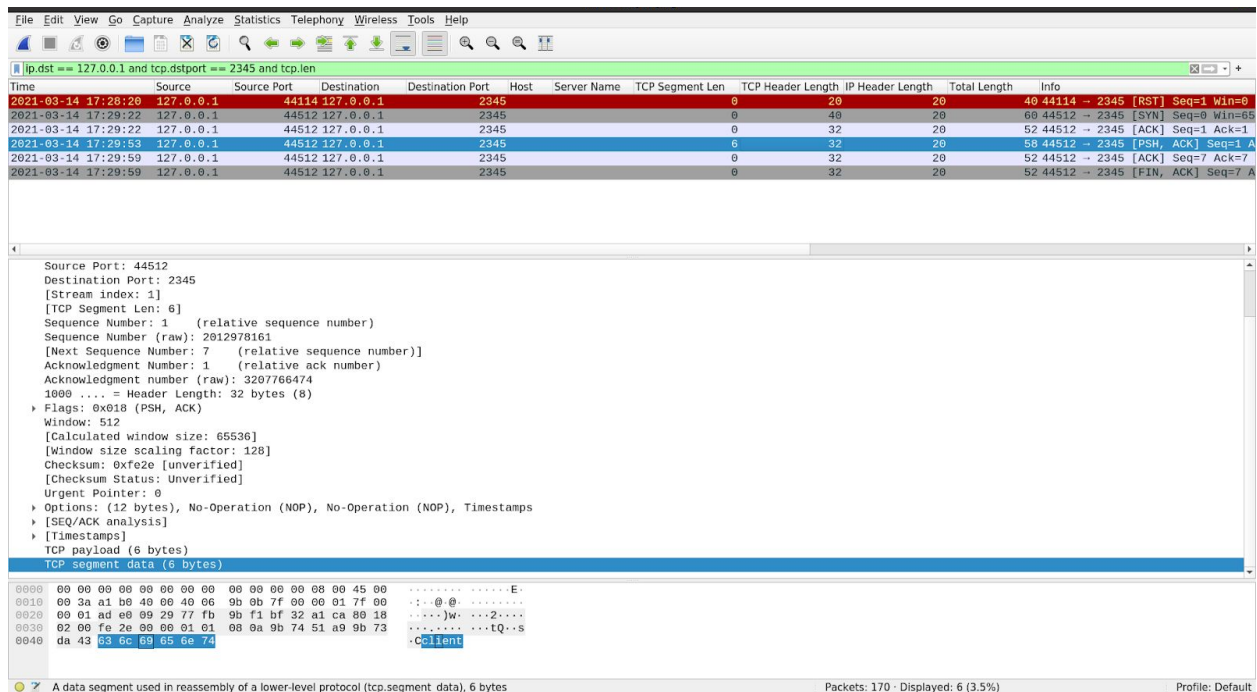 File Edit View Go Capture Analyze Statistics Telephony Wireless Tools Help
ip.dst == 127.0.0.1 and tcp.dstport == 2345 and tcp.len
Time Source Source Port Destination Destination Port Host Server Name TCP Segment Len TCP Header Length IP Header Length Total Length Info
2021-03-14 17:28:20 127.0.0.1 44114 127.0.0.1 2345 0 20 20 40 44114 → 2345 [RST] Seq=1 Win=0
2021-03-14 17:29:22 127.0.0.1 44512 127.0.0.1 2345 0 40 20 60 44512 → 2345 [SYN] Seq=0 Win=65
2021-03-14 17:29:22 127.0.0.1 44512 127.0.0.1 2345 0 32 20 52 44512 → 2345 [ACK] Seq=1 Ack=1
2021-03-14 17:29:53 127.0.0.1 44512 127.0.0.1 2345 6 32 20 58 44512 → 2345 [PSH, ACK] Seq=1 A
2021-03-14 17:29:59 127.0.0.1 44512 127.0.0.1 2345 0 32 20 52 44512 → 2345 [ACK] Seq=7 Ack=7
2021-03-14 17:29:59 127.0.0.1 44512 127.0.0.1 2345 0 32 20 52 44512 → 2345 [FIN, ACK] Seq=7 A
Source Port: 44512
Destination Port: 2345
[Stream index: 1]
[TCP Segment Len: 6]
Sequence Number: 1 (relative sequence number)
Sequence Number (raw): 2012978161
[Next Sequence Number: 7 (relative sequence number)]
Acknowledgment Number: 1 (relative ack number)
Acknowledgment number (raw): 3207766474
1000 .... = Header Length: 32 bytes (8)
Flags: 0x018 (PSH, ACK)
Window: 512
[Calculated window size: 65536]
[Window size scaling factor: 128]
Checksum: 0xfe2e [unverified]
[Checksum Status: Unverified]
Urgent Pointer: 0
Options: (12 bytes), No-Operation (NOP), No-Operation (NOP), Timestamps
[SEQ/ACK analysis]
[Timestamps]
TCP payload (6 bytes)
TCP segment data (6 bytes)
0000 00 00 00 00 00 00 00 00 00 00 00 00 08 00 45 00 ········ ······E·
0010 00 3a a1 b0 40 00 40 06 9b 0b 7f 00 00 01 7f 00 ·:··@·@· ········
0020 00 01 ad e0 09 29 77 fb 9b f1 bf 32 a1 ca 80 18 ·····)w· ···2····
0030 02 00 fe 2e 00 00 01 01 08 0a 9b 74 51 a9 9b 73 ···.···· ···tQ··s
0040 da 43 63 6c 69 65 6e 74 ·Cclient
A data segment used in reassembly of a lower-level protocol (tcp.segment_data), 6 bytes Packets: 170 · Displayed: 6 (3.5%) Profile: Default